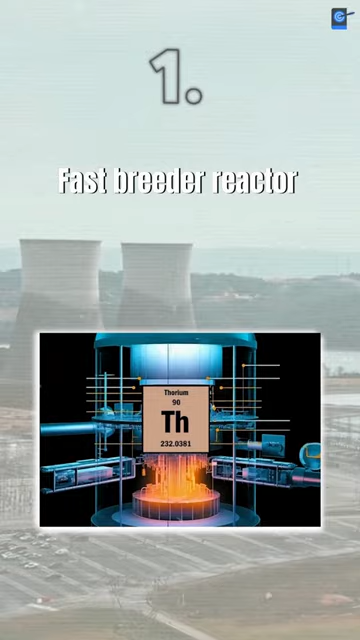 1.
Fast breeder reactor
Thorium
90
Th
232.0381